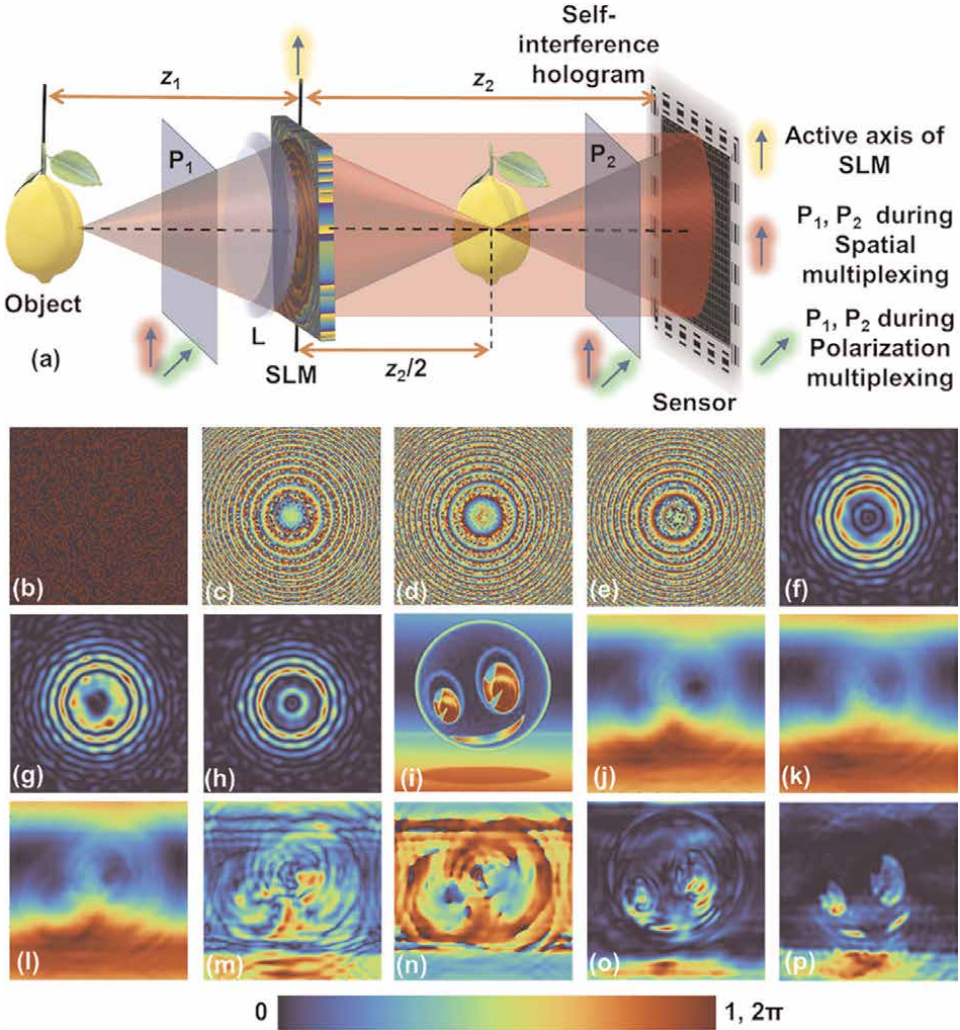 Self-
interference
hologram
z₁
z₂
P₁
P₂
Active axis of
SLM
P₁, P₂ during
Spatial
multiplexing
Object
L
SLM
z₂/2
P₁, P₂ during
Polarization
multiplexing
(a)
Sensor
(b)
(c)
(d)
(e)
(f)
(g)
(h)
(i)
(j)
(k)
(l)
(m)
(n)
(o)
(p)
0
1, 2π